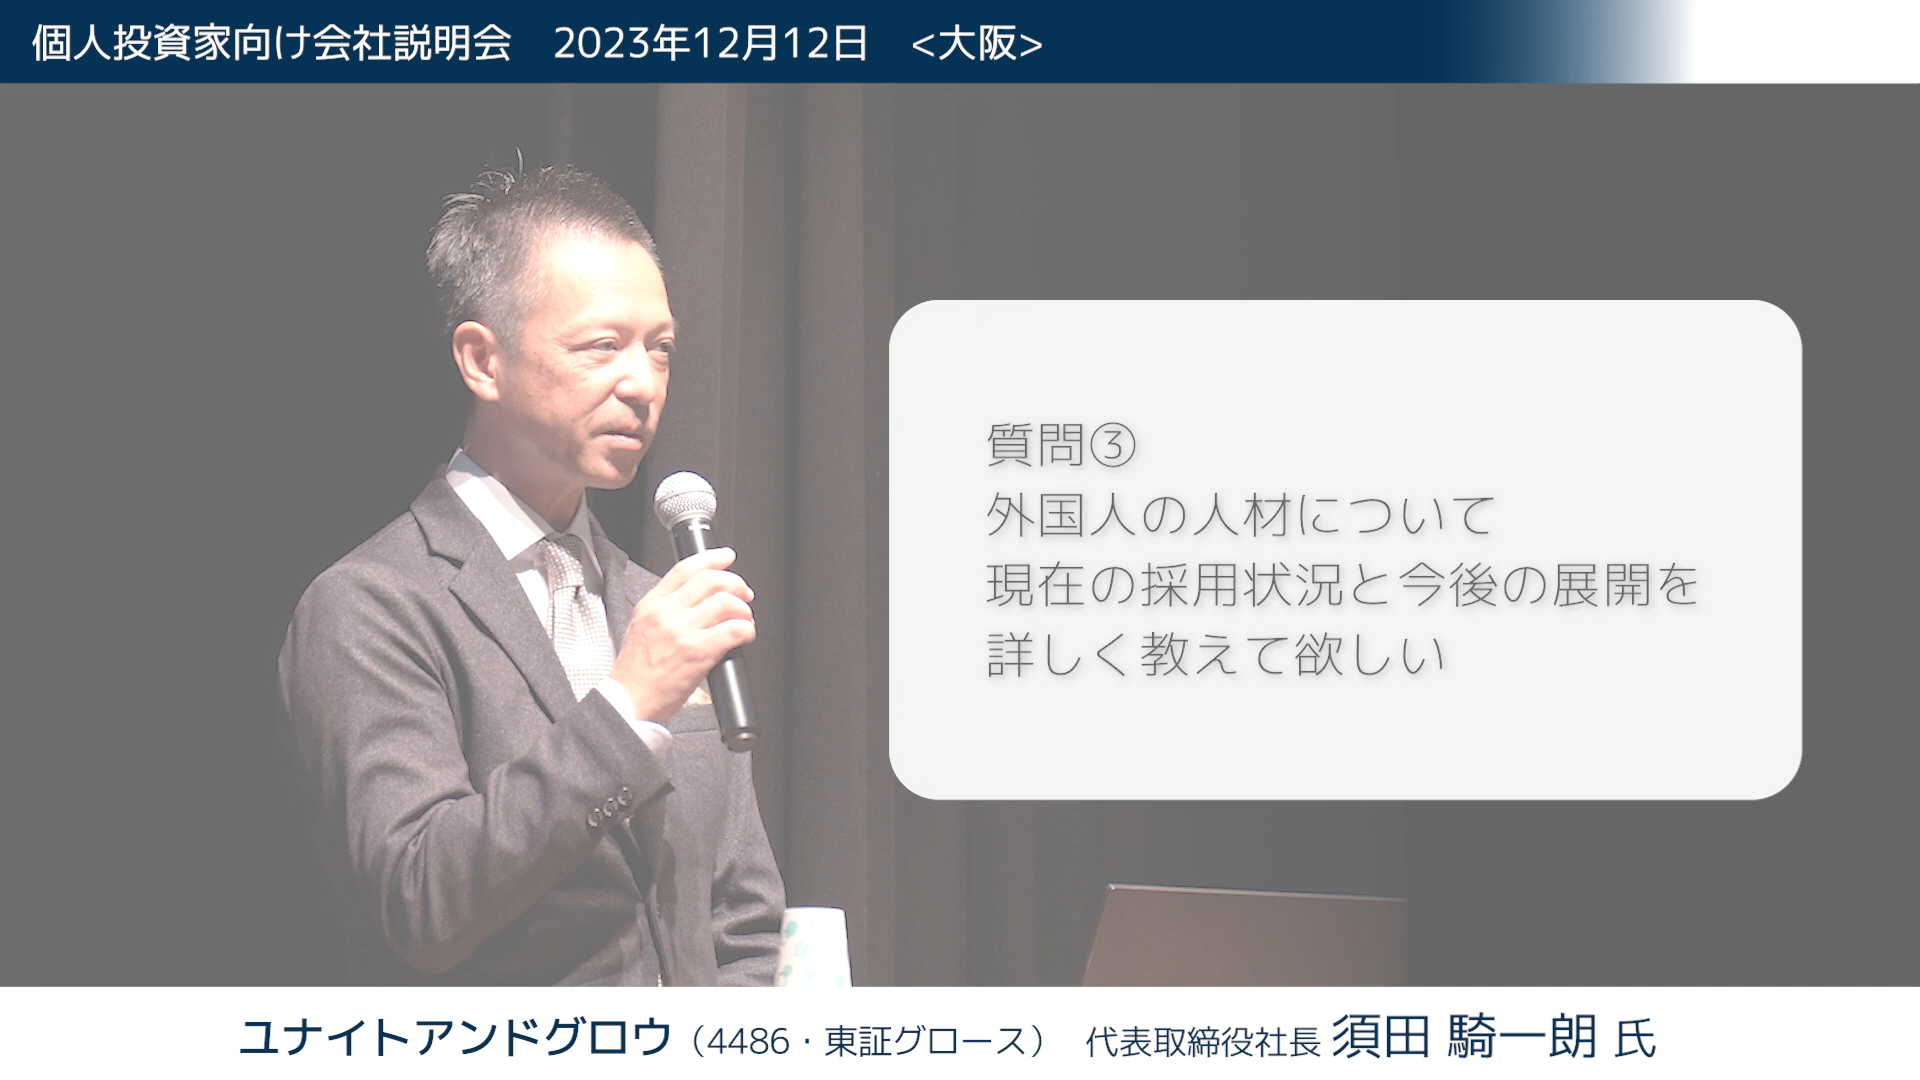 個人投資家向け会社説明会　2023年12月12日　<大阪>
質問③
外国人の人材について
現在の採用状況と今後の展開を
詳しく教えて欲しい
ユナイトアンドグロウ（4486・東証グロース）　代表取締役社長 須田 騎一朗 氏